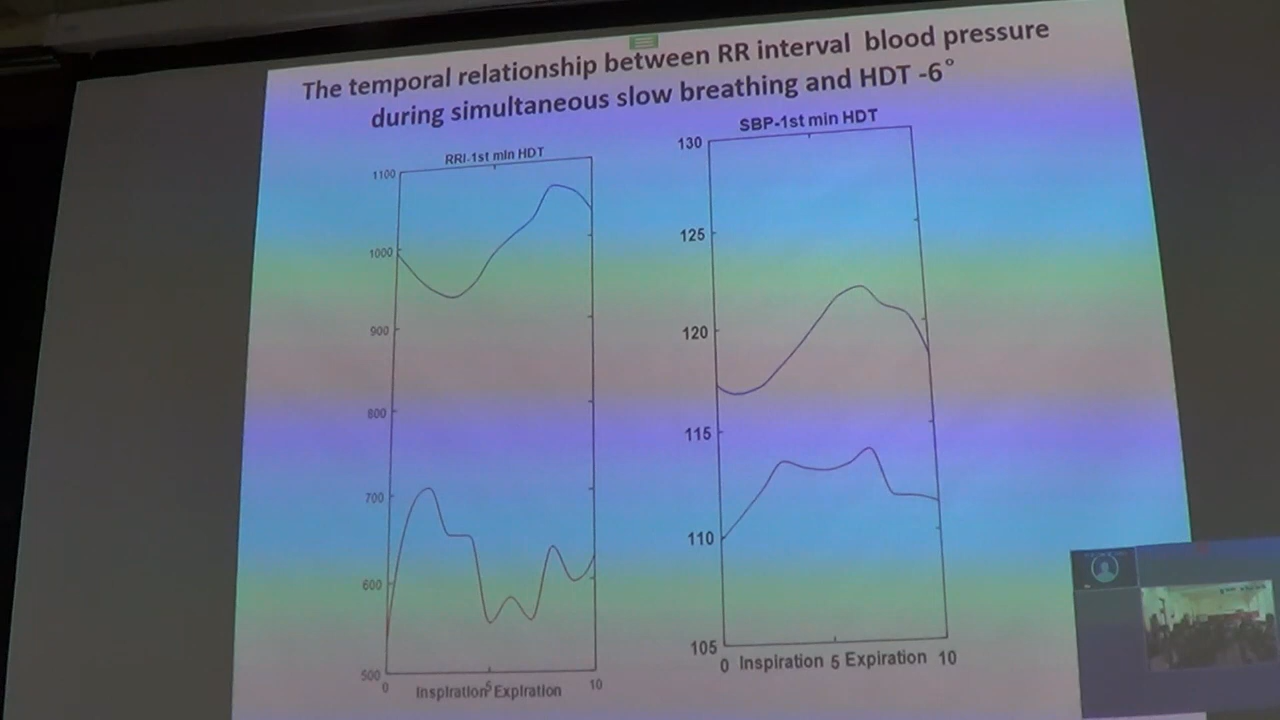 The temporal relationship between RR interval blood pressure
during simultaneous slow breathing and HDT -6°
RRI-1st min HDT
1100
1000
900
800
700
600
500
0
5
10
Inspiration Expiration
SBP-1st min HDT
130
125
120
115
110
105
0 Inspiration 5 Expiration 10